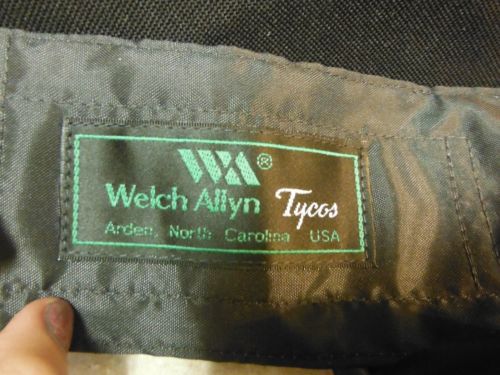 WA®
Welch Allyn Tycos
Arden, North Carolina USA